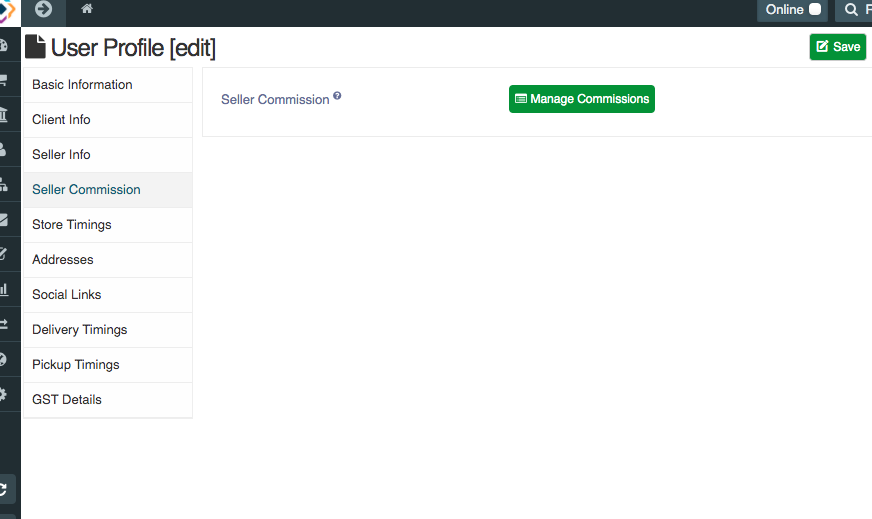 Online
User Profile [edit]
Save
Basic Information
Client Info
Seller Info
Seller Commission
Store Timings
Addresses
Social Links
Delivery Timings
Pickup Timings
GST Details
Seller Commission ?
Manage Commissions